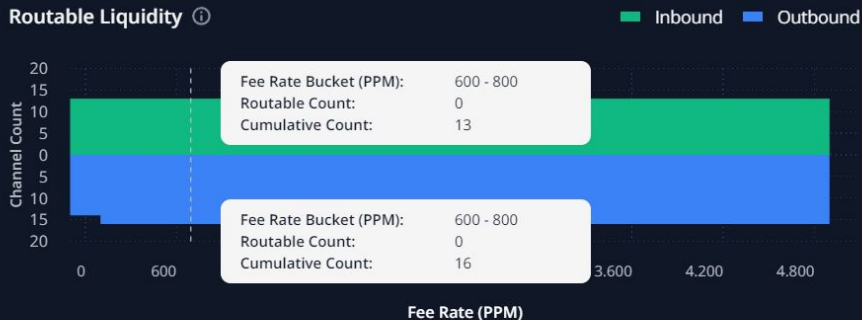 Routable Liquidity
Inbound Outbound
20
15
10
5
0
5
10
15
20
Channel Count
Fee Rate Bucket (PPM): 600 - 800
Routable Count: 0
Cumulative Count: 13
Fee Rate Bucket (PPM): 600 - 800
Routable Count: 0
Cumulative Count: 16
0 600 3.600 4.200 4.800
Fee Rate (PPM)